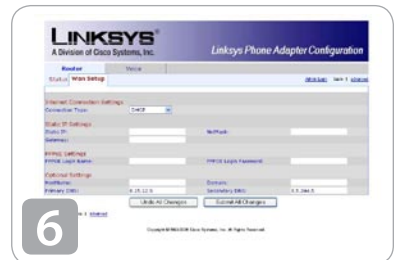 LINKSYS®
A Division of Cisco Systems, Inc.
Linksys Phone Adapter Configuration
Router Voice
Status Wan Setup
Internet Connection Settings
Connection Type: DHCP
Static IP Settings
Static IP: NetMask:
Gateway:
PPPoE Settings
PPPOE Login Name: PPPOE Login Password:
Optional Settings
HostName: Domain:
Primary DNS: Secondary DNS:
Undo All Changes Submit All Changes
6